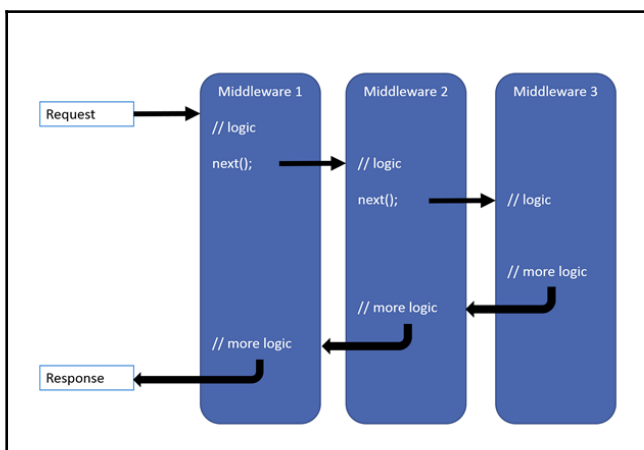 Middleware 1
Middleware 2
Middleware 3
Request
// logic
next();
// logic
next();
// logic
// more logic
// more logic
// more logic
Response